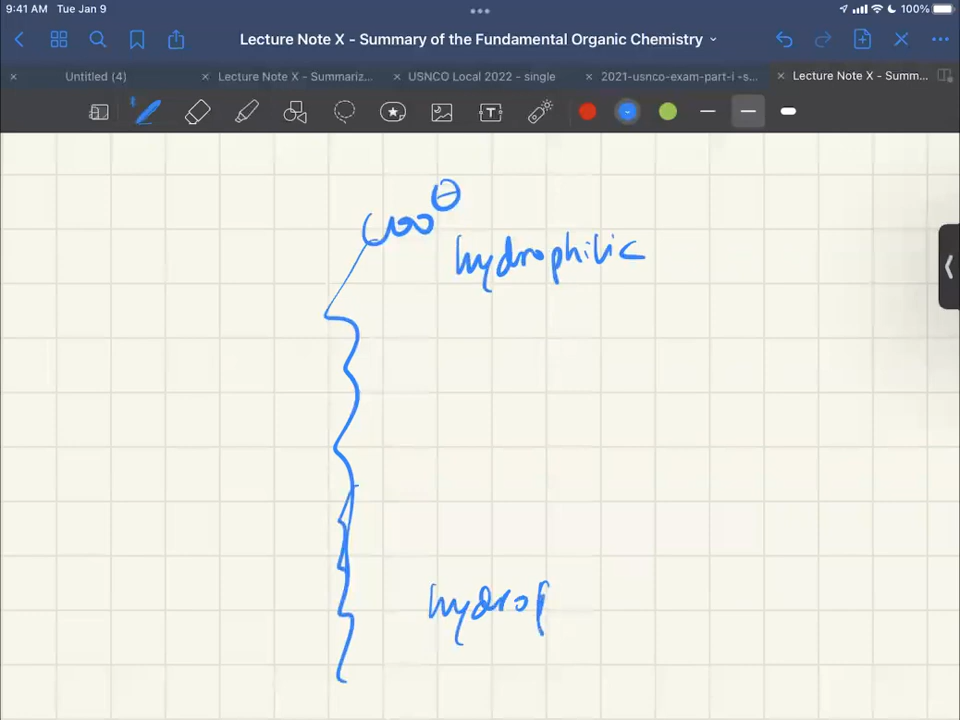 9:41 AM Tue Jan 9
100%
Lecture Note X - Summary of the Fundamental Organic Chemistry
Untitled (4)
Lecture Note X - Summariz...
USNCO Local 2022 - single
2021-usnco-exam-part-i -s...
Lecture Note X - Summ...
T
COO⊖
hydrophilic
hydrop